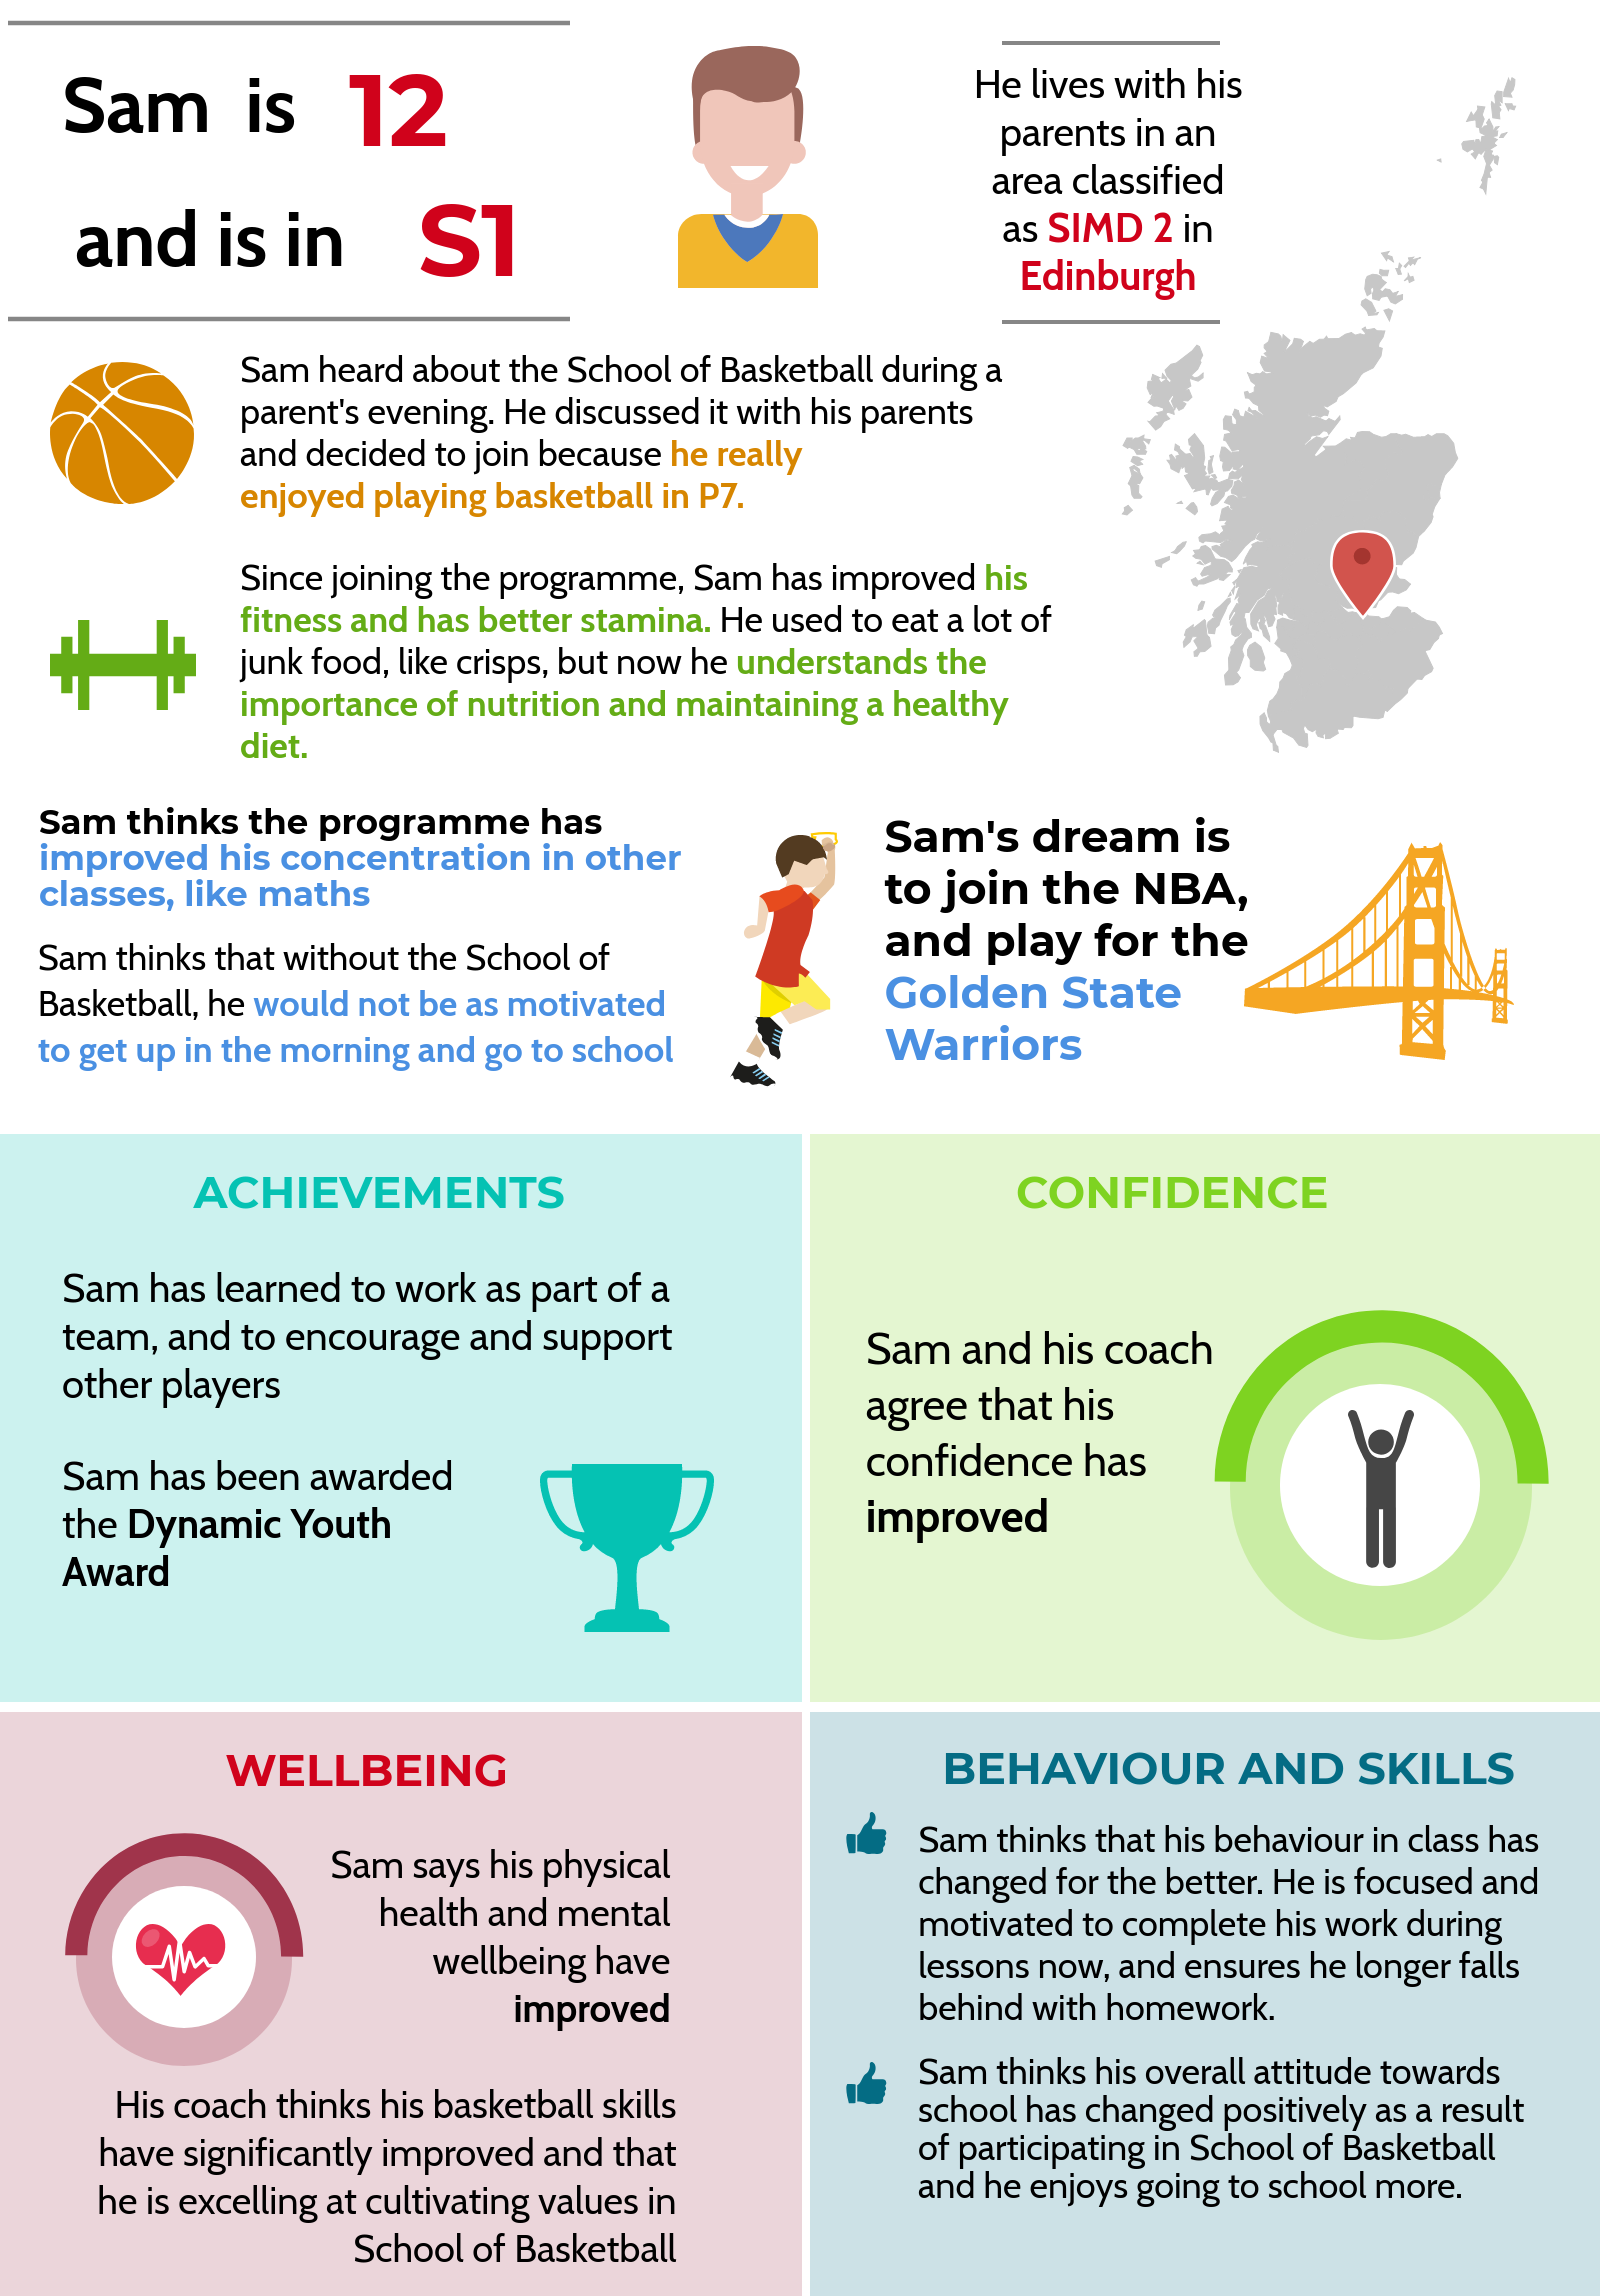 Sam is 12
and is in S1
He lives with his
parents in an
area classified
as SIMD 2 in
Edinburgh
Sam heard about the School of Basketball during a
parent's evening. He discussed it with his parents
and decided to join because he really
enjoyed playing basketball in P7.
Since joining the programme, Sam has improved his
fitness and has better stamina. He used to eat a lot of
junk food, like crisps, but now he understands the
importance of nutrition and maintaining a healthy
diet.
Sam thinks the programme has
improved his concentration in other
classes, like maths
Sam thinks that without the School of
Basketball, he would not be as motivated
to get up in the morning and go to school
Sam's dream is
to join the NBA,
and play for the
Golden State
Warriors
ACHIEVEMENTS
Sam has learned to work as part of a
team, and to encourage and support
other players
Sam has been awarded
the Dynamic Youth
Award
CONFIDENCE
Sam and his coach
agree that his
confidence has
improved
WELLBEING
Sam says his physical
health and mental
wellbeing have
improved
His coach thinks his basketball skills
have significantly improved and that
he is excelling at cultivating values in
School of Basketball
BEHAVIOUR AND SKILLS
Sam thinks that his behaviour in class has
changed for the better. He is focused and
motivated to complete his work during
lessons now, and ensures he longer falls
behind with homework.
Sam thinks his overall attitude towards
school has changed positively as a result
of participating in School of Basketball
and he enjoys going to school more.